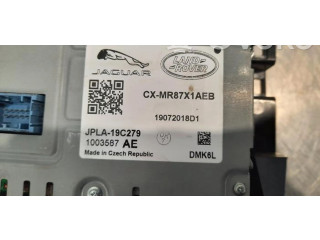 JAGUAR
LAND
ROVER
CX-MR87X1AEB
19072018D1
JPLA-19C279
1003587 AE
Made in Czech Republic
DMK6L